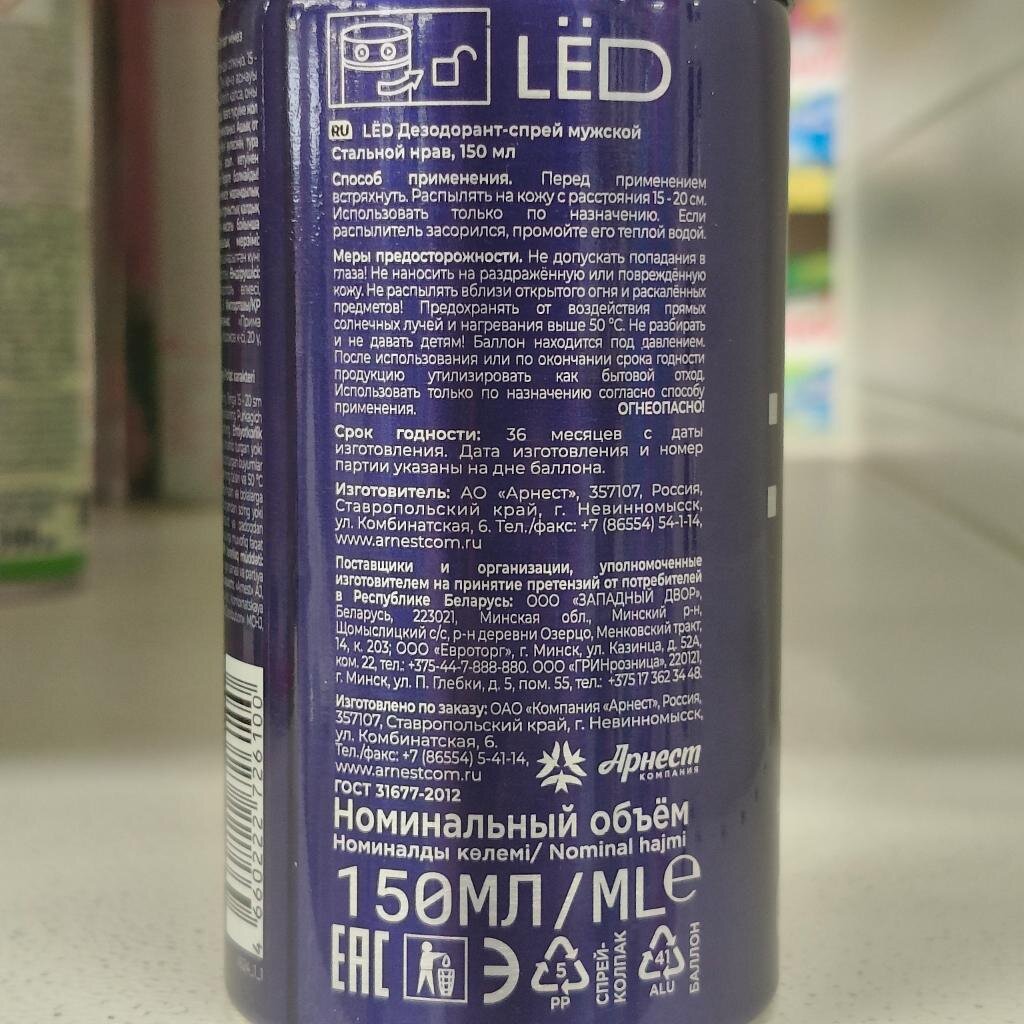 LËD
RU LËD Дезодорант-спрей мужской
Стальной нрав, 150 мл
Способ применения. Перед применением
встряхнуть. Распылять на кожу с расстояния 15-20 см.
Использовать только по назначению. Если
распылитель засорился, промойте его теплой водой.
Меры предосторожности. Не допускать попадания в
глаза! Не наносить на раздражённую или повреждённую
кожу. Не распылять вблизи открытого огня и раскалённых
предметов! Предохранять от воздействия прямых
солнечных лучей и нагревания выше 50 °С. Не разбирать
и не давать детям! Баллон находится под давлением.
После использования или по окончании срока годности
продукцию утилизировать как бытовой отход.
Использовать только по назначению согласно способу
применения. ОГНЕОПАСНО!
Срок годности: 36 месяцев с даты
изготовления. Дата изготовления и номер
партии указаны на дне баллона.
Изготовитель: АО «Арнест», 357107, Россия,
Ставропольский край, г. Невинномысск,
ул. Комбинатская, 6. Тел./факс: +7 (86554) 54-1-14,
www.arnestcom.ru
Поставщики и организации, уполномоченные
изготовителем на принятие претензий от потребителей
в Республике Беларусь: ООО «ЗАПАДНЫЙ ДВОР»,
Беларусь, 223021, Минская обл., Минский р-н,
Щомыслицкий с/с, р-н деревни Озерцо, Менковский тракт,
14, к. 203; ООО «Евроторг», г. Минск, ул. Казинца, д. 52А,
ком. 22, тел.: +375-44-7-888-880. ООО «ГРИНрозница», 220121,
г. Минск, ул. П. Глебки, д. 5, пом. 55, тел.: +375 17 362 34 48.
Изготовлено по заказу: ОАО «Компания «Арнест», Россия,
357107, Ставропольский край, г. Невинномысск,
ул. Комбинатская, 6.
Тел./факс: +7 (86554) 5-41-14,
www.arnestcom.ru
Арнест
КОМПАНИЯ
ГОСТ 31677-2012
Номинальный объём
Номиналды көлемі/ Nominal hajmi
150МЛ/ML e
EAC
Э
5
PP
СПРЕЙ-
КОЛПАК
41
ALU
БАЛЛОН
4 660222 726100